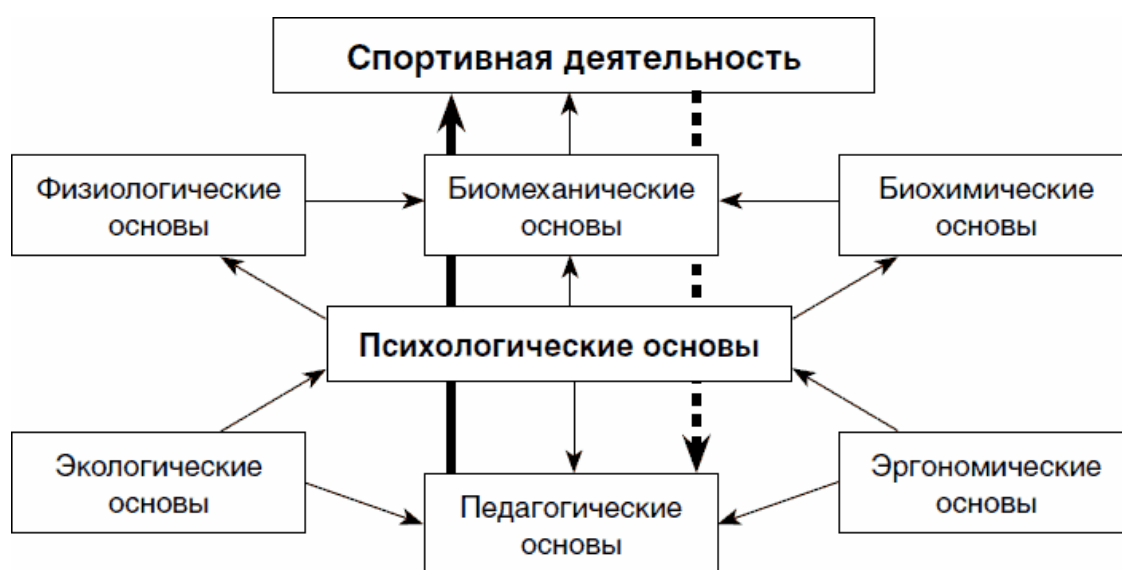 Спортивная деятельность
Физиологические
основы
Биомеханические
основы
Биохимические
основы
Психологические основы
Экологические
основы
Педагогические
основы
Эргономические
основы